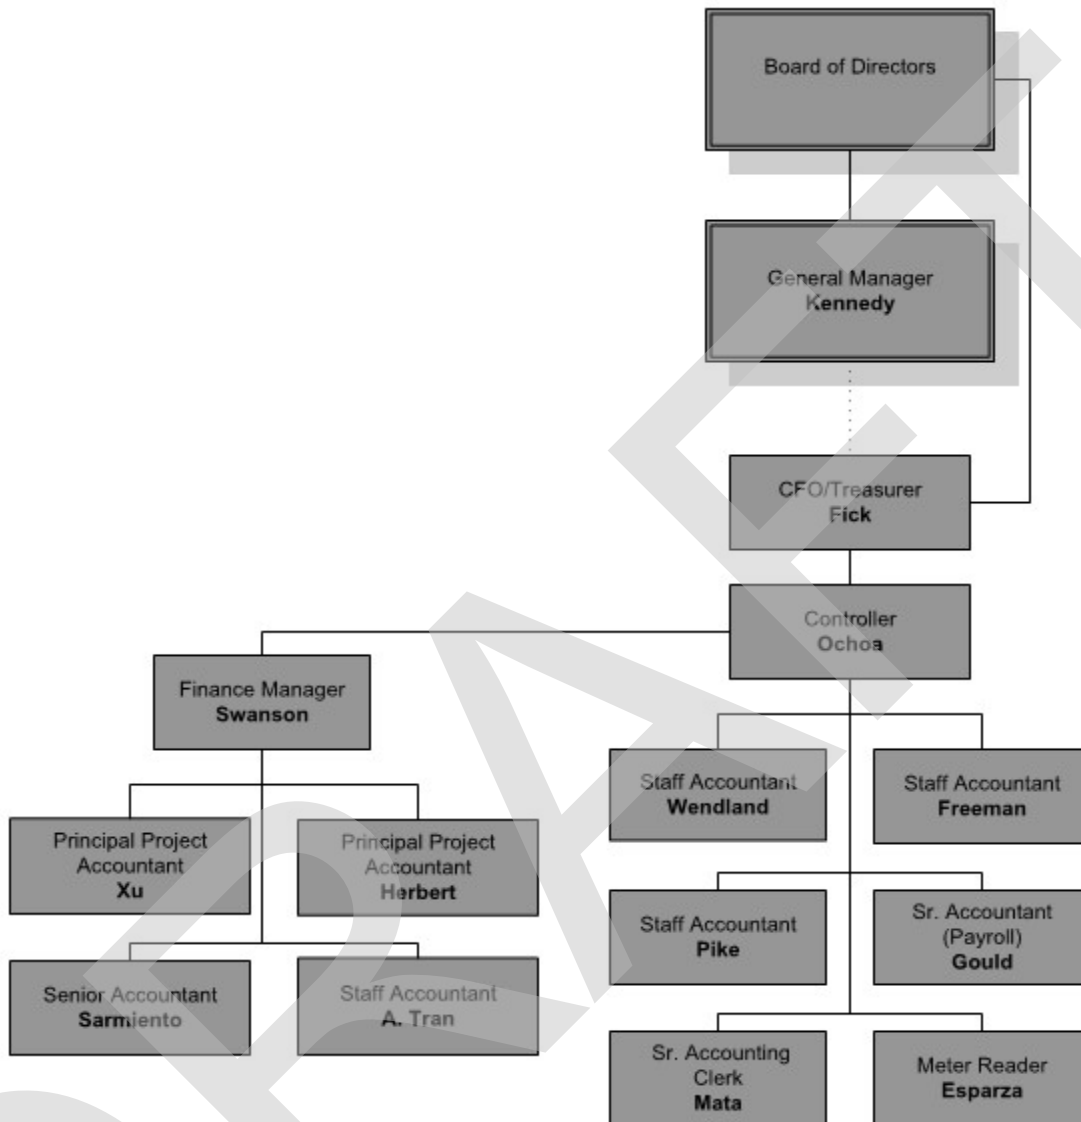 Board of Directors
General Manager
Kennedy
CFO/Treasurer
Fick
Controller
Ochoa
Finance Manager
Swanson
Staff Accountant
Wendland
Staff Accountant
Freeman
Principal Project
Accountant
Xu
Principal Project
Accountant
Herbert
Staff Accountant
Pike
Sr. Accountant
(Payroll)
Gould
Senior Accountant
Sarmiento
Staff Accountant
A. Tran
Sr. Accounting
Clerk
Mata
Meter Reader
Esparza
DRAFT